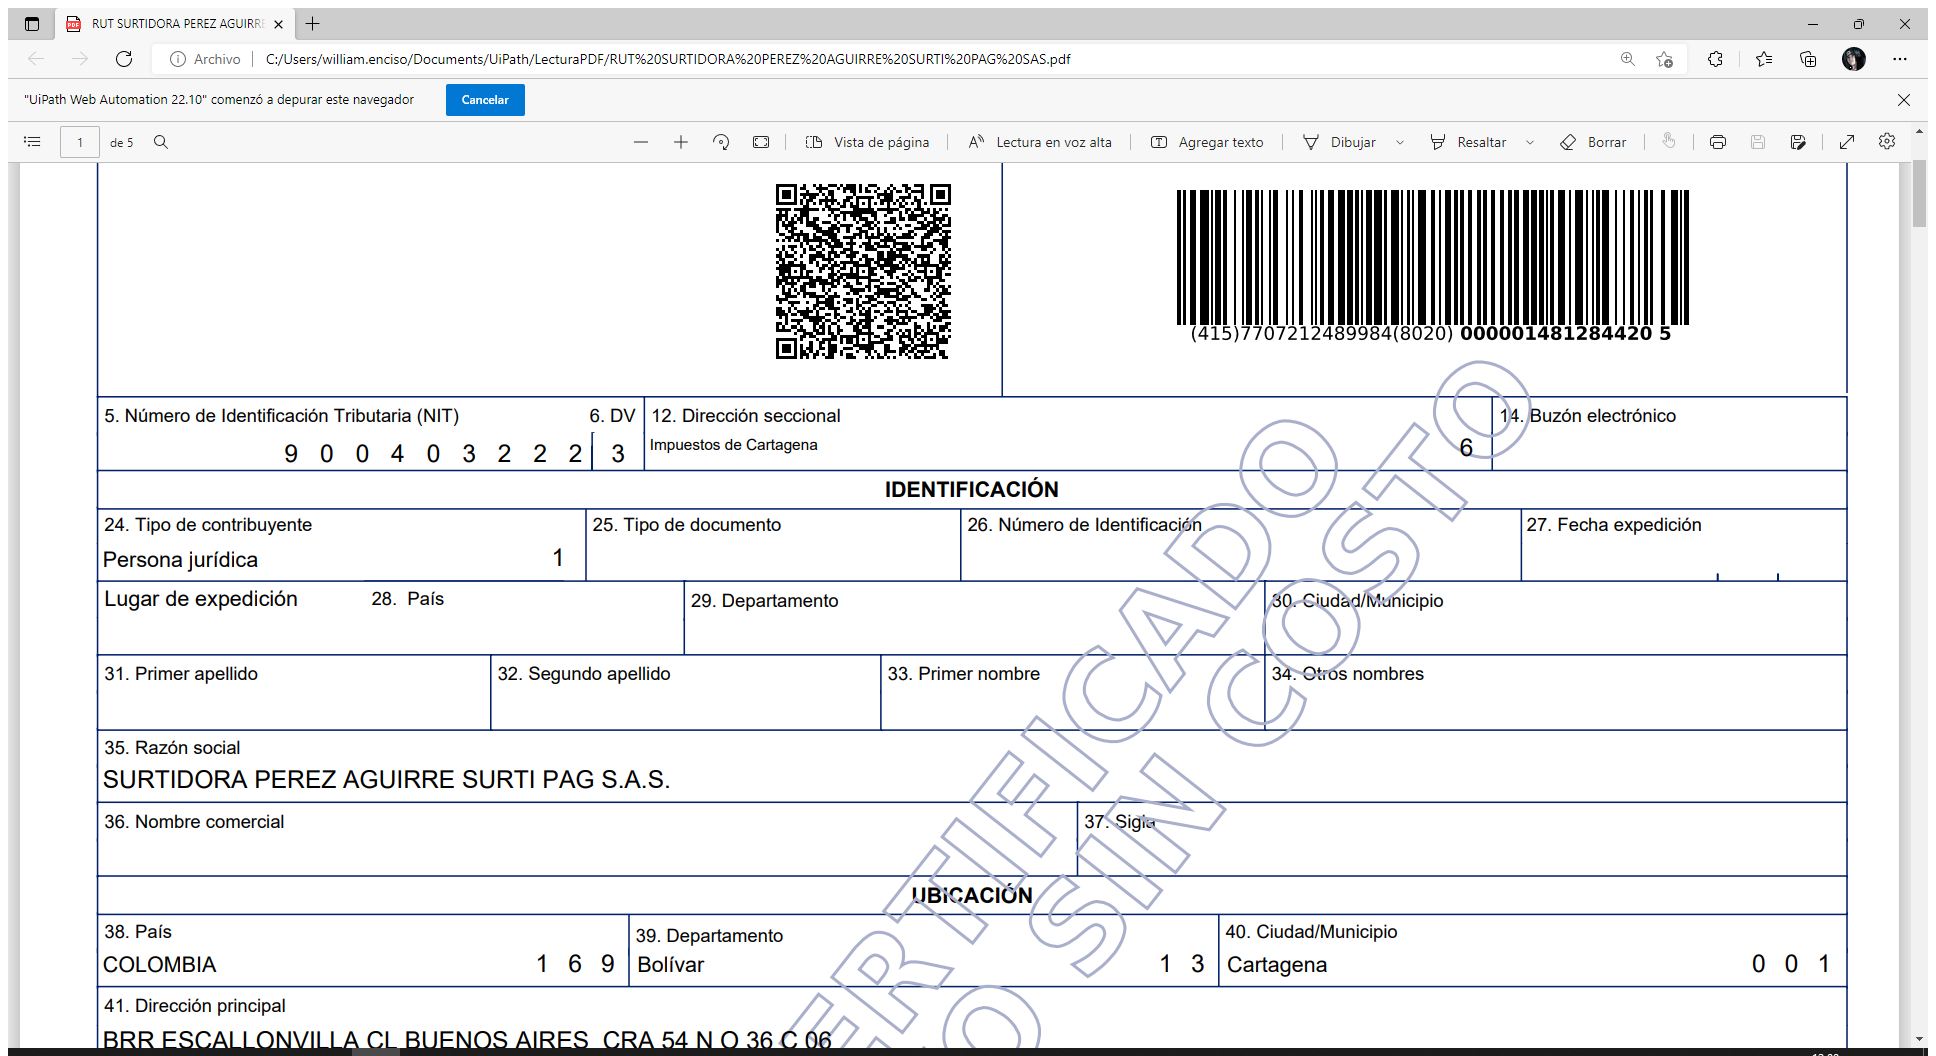 RUT SURTIDORA PEREZ AGUIRRE
Archivo C:/Users/william.enciso/Documents/UiPath/LecturaPDF/RUT%20SURTIDORA%20PEREZ%20AGUIRRE%20SURTI%20PAG%20SAS.pdf
"UiPath Web Automation 22.10" comenzó a depurar este navegador Cancelar
1 de 5 Vista de página Lectura en voz alta Agregar texto Dibujar Resaltar Borrar
(415)7707212489984(8020) 000001481284420 5
5. Número de Identificación Tributaria (NIT) 6. DV 12. Dirección seccional 14. Buzón electrónico
9 0 0 4 0 3 2 2 2 3 Impuestos de Cartagena 6
IDENTIFICACIÓN
24. Tipo de contribuyente 25. Tipo de documento 26. Número de Identificación 27. Fecha expedición
Persona jurídica 1
Lugar de expedición 28. País 29. Departamento 30. Ciudad/Municipio
31. Primer apellido 32. Segundo apellido 33. Primer nombre 34. Otros nombres
35. Razón social
SURTIDORA PEREZ AGUIRRE SURTI PAG S.A.S.
36. Nombre comercial 37. Sigla
UBICACIÓN
38. País 39. Departamento 40. Ciudad/Municipio
COLOMBIA 1 6 9 Bolívar 1 3 Cartagena 0 0 1
41. Dirección principal
BRR ESCALLONVILLA CL BUENOS AIRES CRA 54 N O 36 C 06
ERTIFICADO
O SIN COSTO